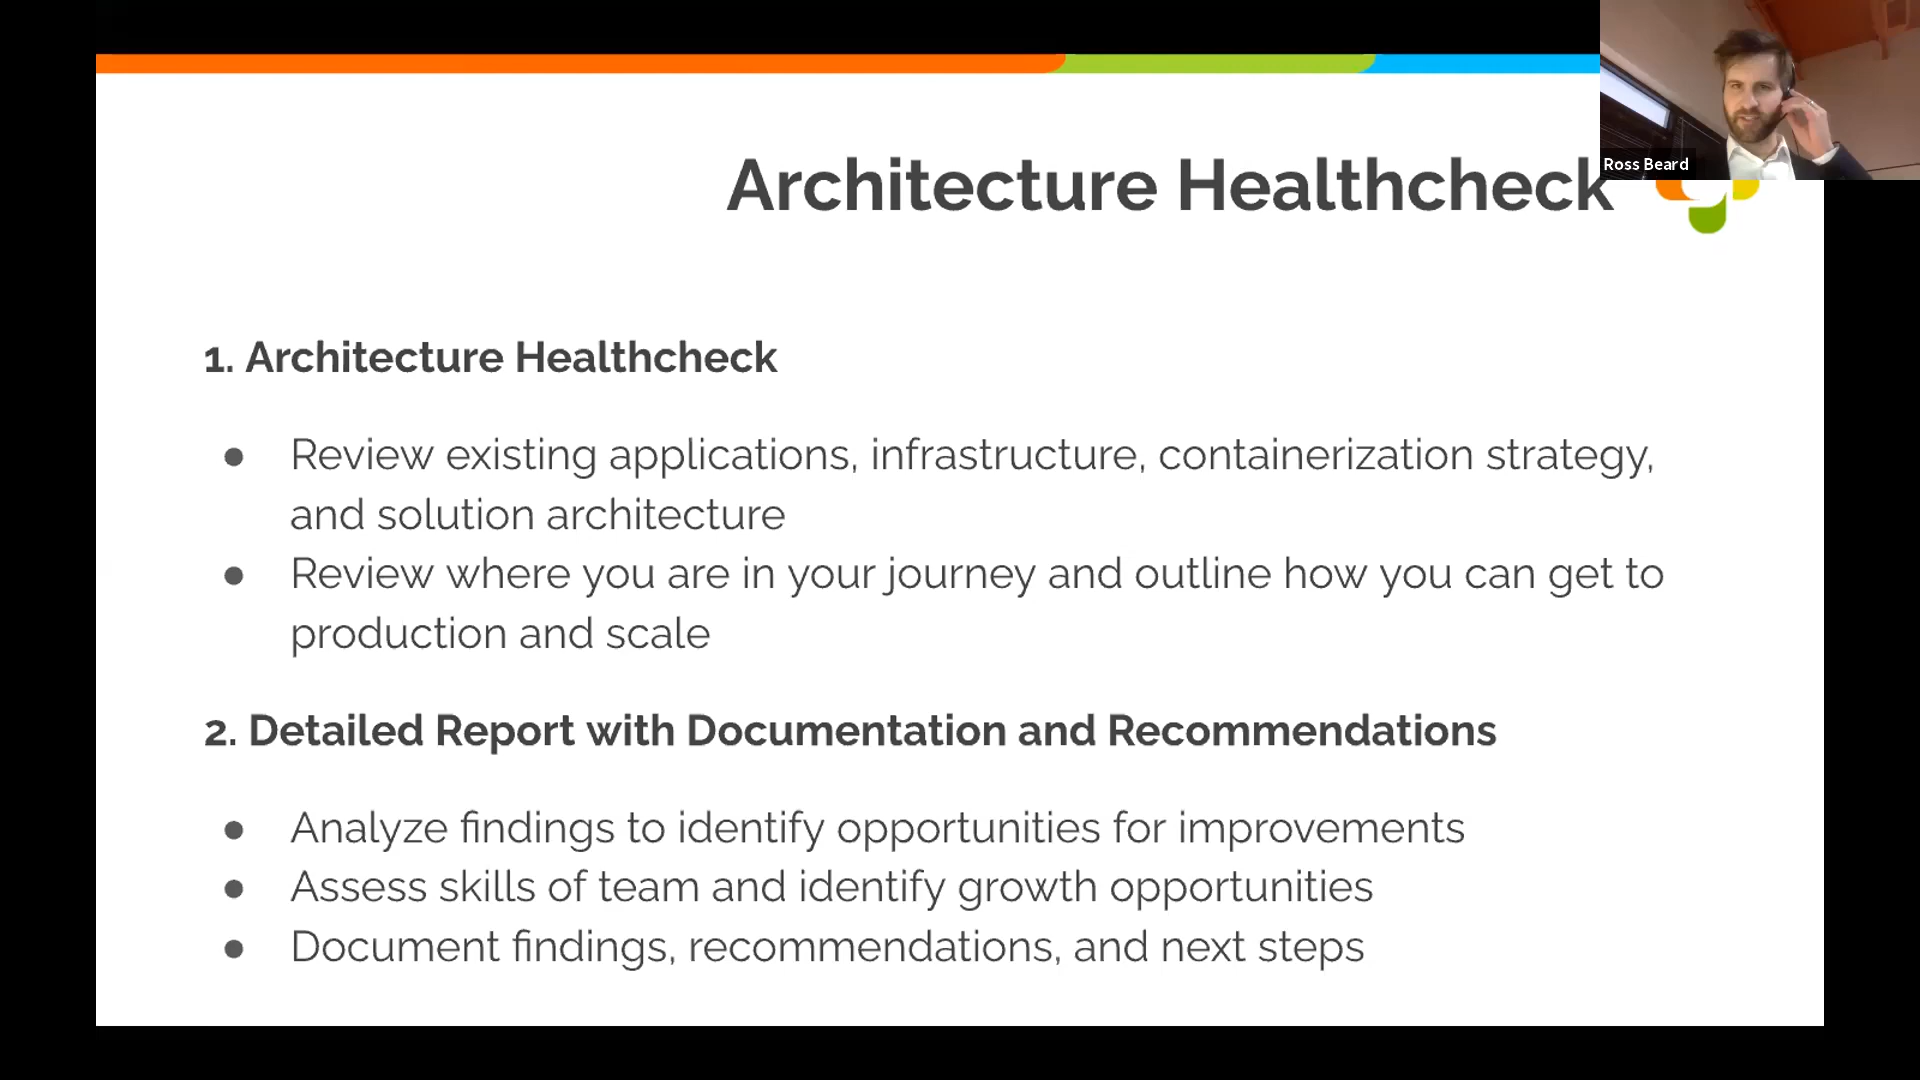 Ross Beard
Architecture Healthcheck
1. Architecture Healthcheck
● Review existing applications, infrastructure, containerization strategy,
and solution architecture
● Review where you are in your journey and outline how you can get to
production and scale
2. Detailed Report with Documentation and Recommendations
● Analyze findings to identify opportunities for improvements
● Assess skills of team and identify growth opportunities
● Document findings, recommendations, and next steps